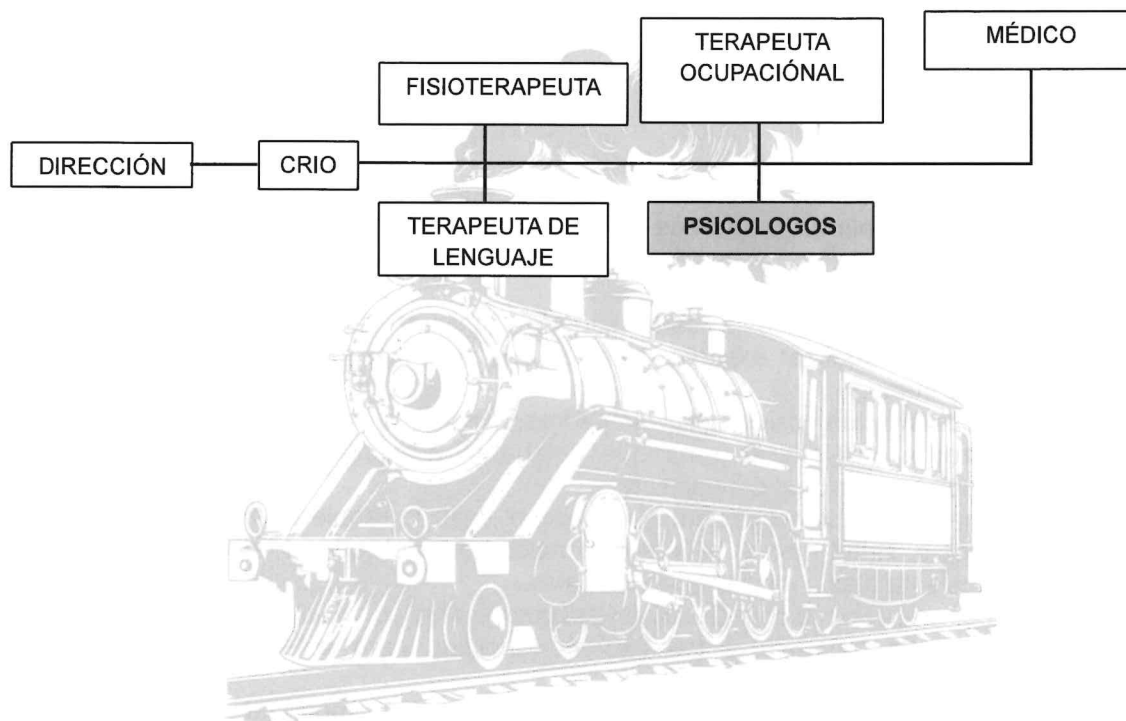 TERAPEUTA
OCUPACIÓNAL
MÉDICO
FISIOTERAPEUTA
DIRECCIÓN
CRIO
TERAPEUTA DE
LENGUAJE
PSICOLOGOS